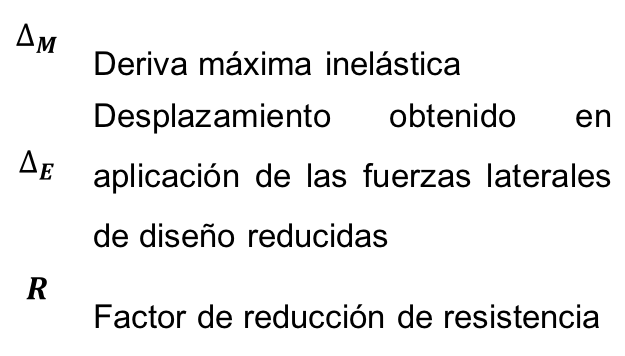 Δ_M
Deriva máxima inelástica
Desplazamiento obtenido en
Δ_E aplicación de las fuerzas laterales
de diseño reducidas
R
Factor de reducción de resistencia